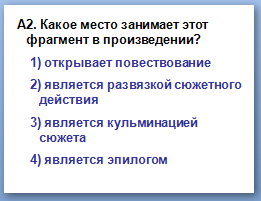 А2. Какое место занимает этот
фрагмент в произведении?
1) открывает повествование
2) является развязкой сюжетного
действия
3) является кульминацией
сюжета
4) является эпилогом